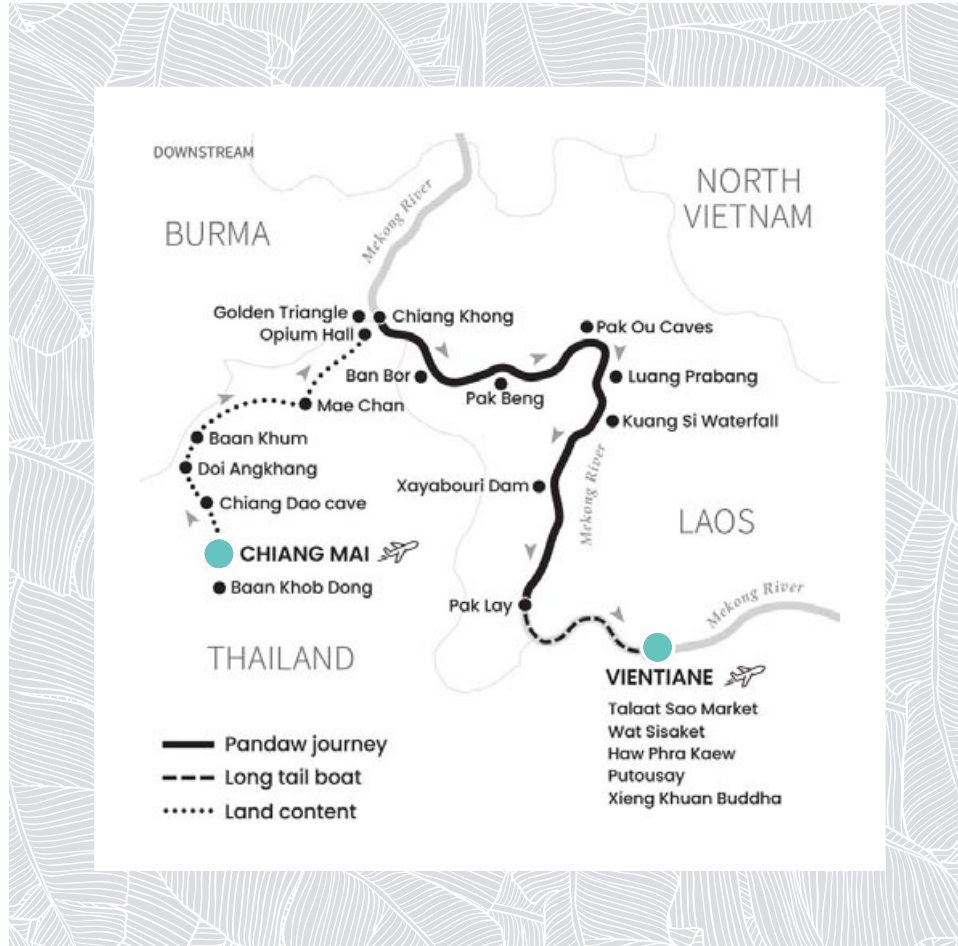 DOWNSTREAM
BURMA
Mekong River
NORTH
VIETNAM
Golden Triangle
Chiang Khong
Opium Hall
Pak Ou Caves
Ban Bor
Pak Beng
Luang Prabang
Mae Chan
Kuang Si Waterfall
Baan Khum
Doi Angkhang
Xayabouri Dam
Mekong River
Chiang Dao cave
LAOS
CHIANG MAI
Baan Khob Dong
Pak Lay
Mekong River
THAILAND
VIENTIANE
Talaat Sao Market
Wat Sisaket
Haw Phra Kaew
Putousay
Xieng Khuan Buddha
Pandaw journey
Long tail boat
Land content